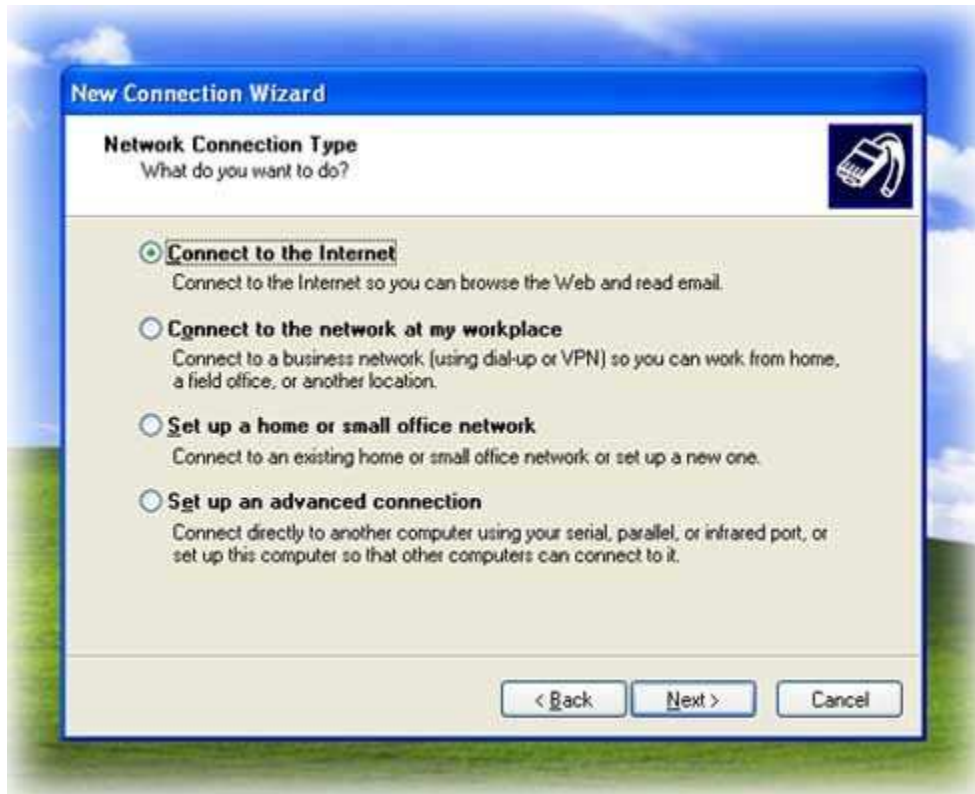 New Connection Wizard
Network Connection Type
What do you want to do?
Connect to the Internet
Connect to the Internet so you can browse the Web and read email.
Connect to the network at my workplace
Connect to a business network (using dial-up or VPN) so you can work from home,
a field office, or another location.
Set up a home or small office network
Connect to an existing home or small office network or set up a new one.
Set up an advanced connection
Connect directly to another computer using your serial, parallel, or infrared port, or
set up this computer so that other computers can connect to it.
< Back
Next >
Cancel